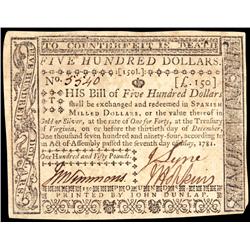 TO COUNTERFEIT IS DEATH
FIVE HUNDRED DOLLARS.
No. 5540 [£.150]
THIS Bill of Five Hundred Dollars
shall be exchanged and redeemed in SPANISH
MILLED DOLLARS, or the value thereof in
Gold or Silver, at the rate of One for Forty, at the Treasury
of Virginia, on or before the thirtieth day of December,
One thousand seven hundred and ninety-four, according to
an Act of Assembly passed the seventh day of May, 1781.
One Hundred and Fifty Pounds.
J Lyne
JM Simmons J Hopkins
PRINTED BY JOHN DUNLAP.